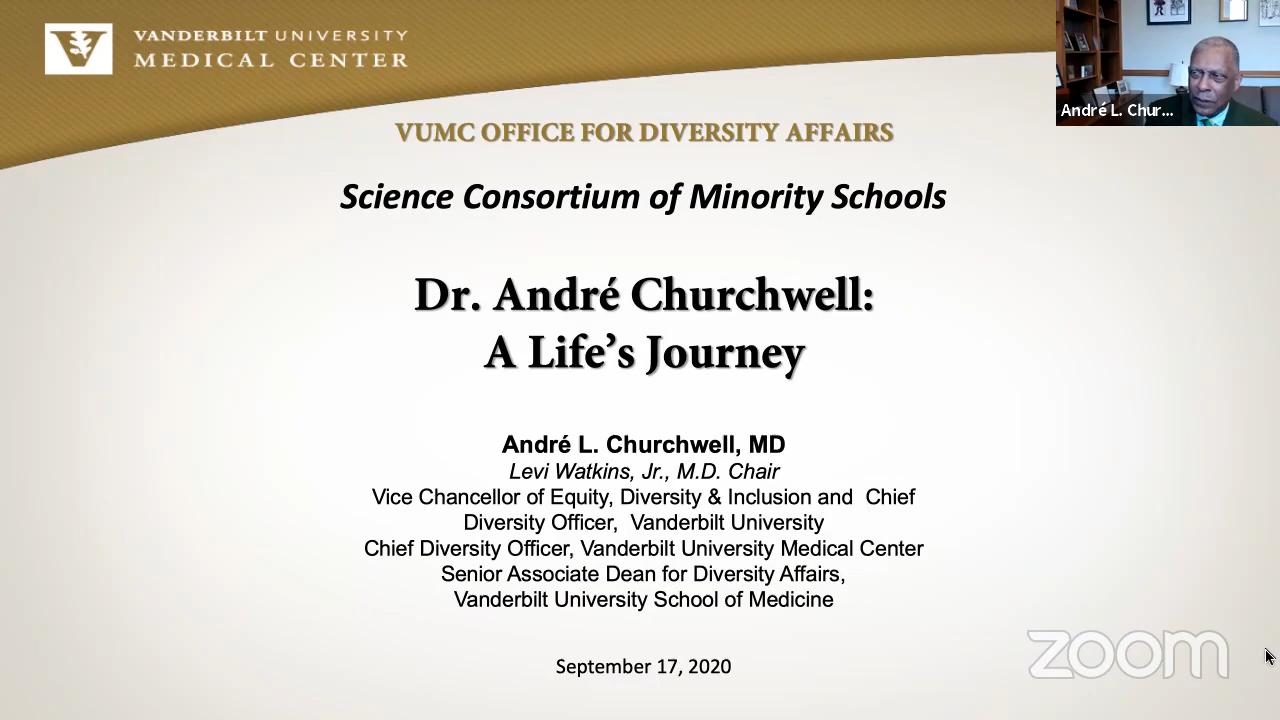 VANDERBILT UNIVERSITY
MEDICAL CENTER
André L. Chur...
VUMC OFFICE FOR DIVERSITY AFFAIRS
Science Consortium of Minority Schools
Dr. André Churchwell:
A Life’s Journey
André L. Churchwell, MD
Levi Watkins, Jr., M.D. Chair
Vice Chancellor of Equity, Diversity & Inclusion and Chief
Diversity Officer, Vanderbilt University
Chief Diversity Officer, Vanderbilt University Medical Center
Senior Associate Dean for Diversity Affairs,
Vanderbilt University School of Medicine
zoom
September 17, 2020